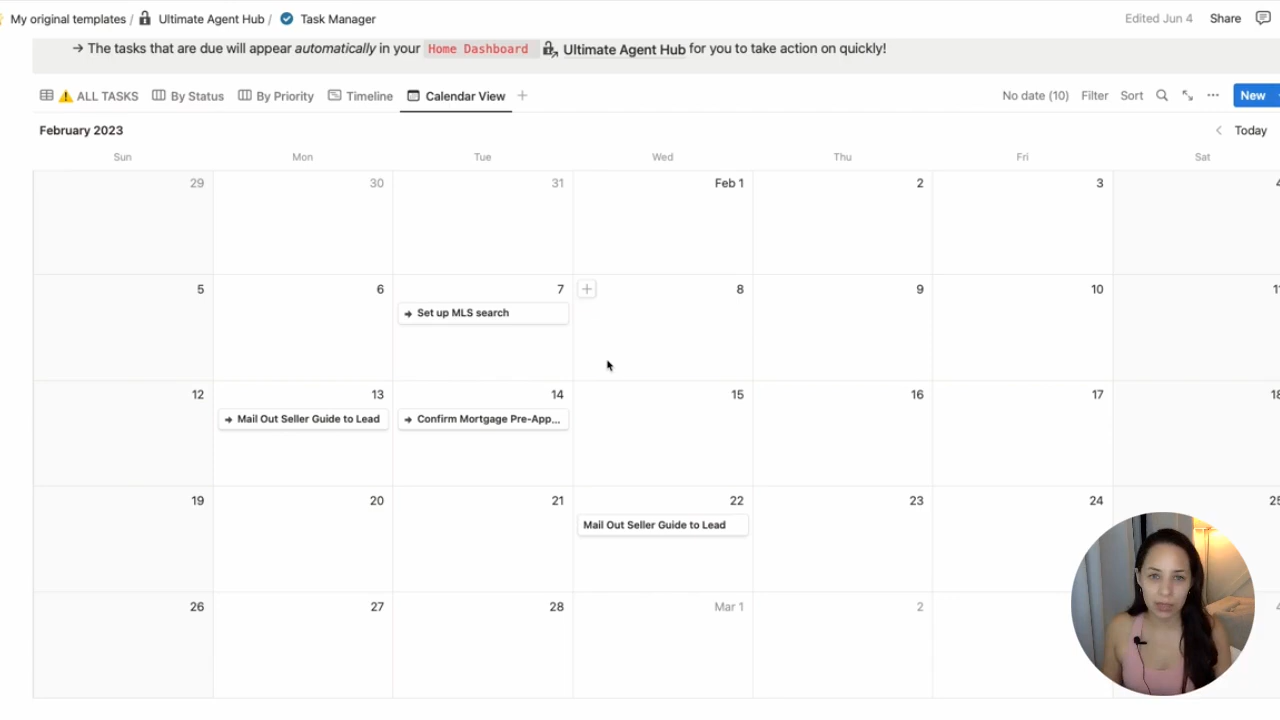 My original templates / Ultimate Agent Hub / Task Manager
Edited Jun 4 Share
→ The tasks that are due will appear automatically in your Home Dashboard Ultimate Agent Hub for you to take action on quickly!
ALL TASKS By Status By Priority Timeline Calendar View +
No date (10) Filter Sort ... New
February 2023
< Today
Sun Mon Tue Wed Thu Fri Sat
29 30 31 Feb 1 2 3 4
5 6 7 + 8 9 10 11
→ Set up MLS search
12 13 14 15 16 17 18
→ Mail Out Seller Guide to Lead → Confirm Mortgage Pre-App...
19 20 21 22 23 24 25
Mail Out Seller Guide to Lead
26 27 28 Mar 1 2 4